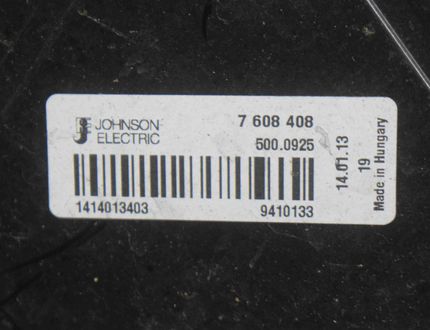 JOHNSON
ELECTRIC
7 608 408
500.0925
1414013403
9410133
14.01.13
19
Made in Hungary